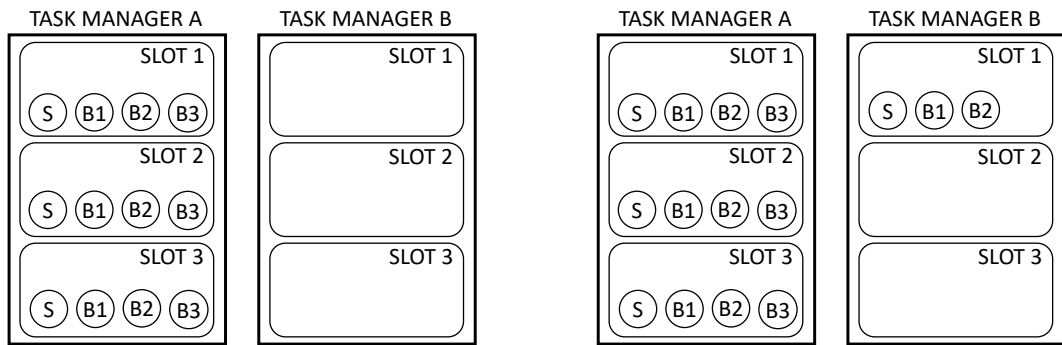 TASK MANAGER A
SLOT 1
S B1 B2 B3
SLOT 2
S B1 B2 B3
SLOT 3
S B1 B2 B3
TASK MANAGER B
SLOT 1
SLOT 2
SLOT 3
TASK MANAGER A
SLOT 1
S B1 B2 B3
SLOT 2
S B1 B2 B3
SLOT 3
S B1 B2 B3
TASK MANAGER B
SLOT 1
S B1 B2
SLOT 2
SLOT 3